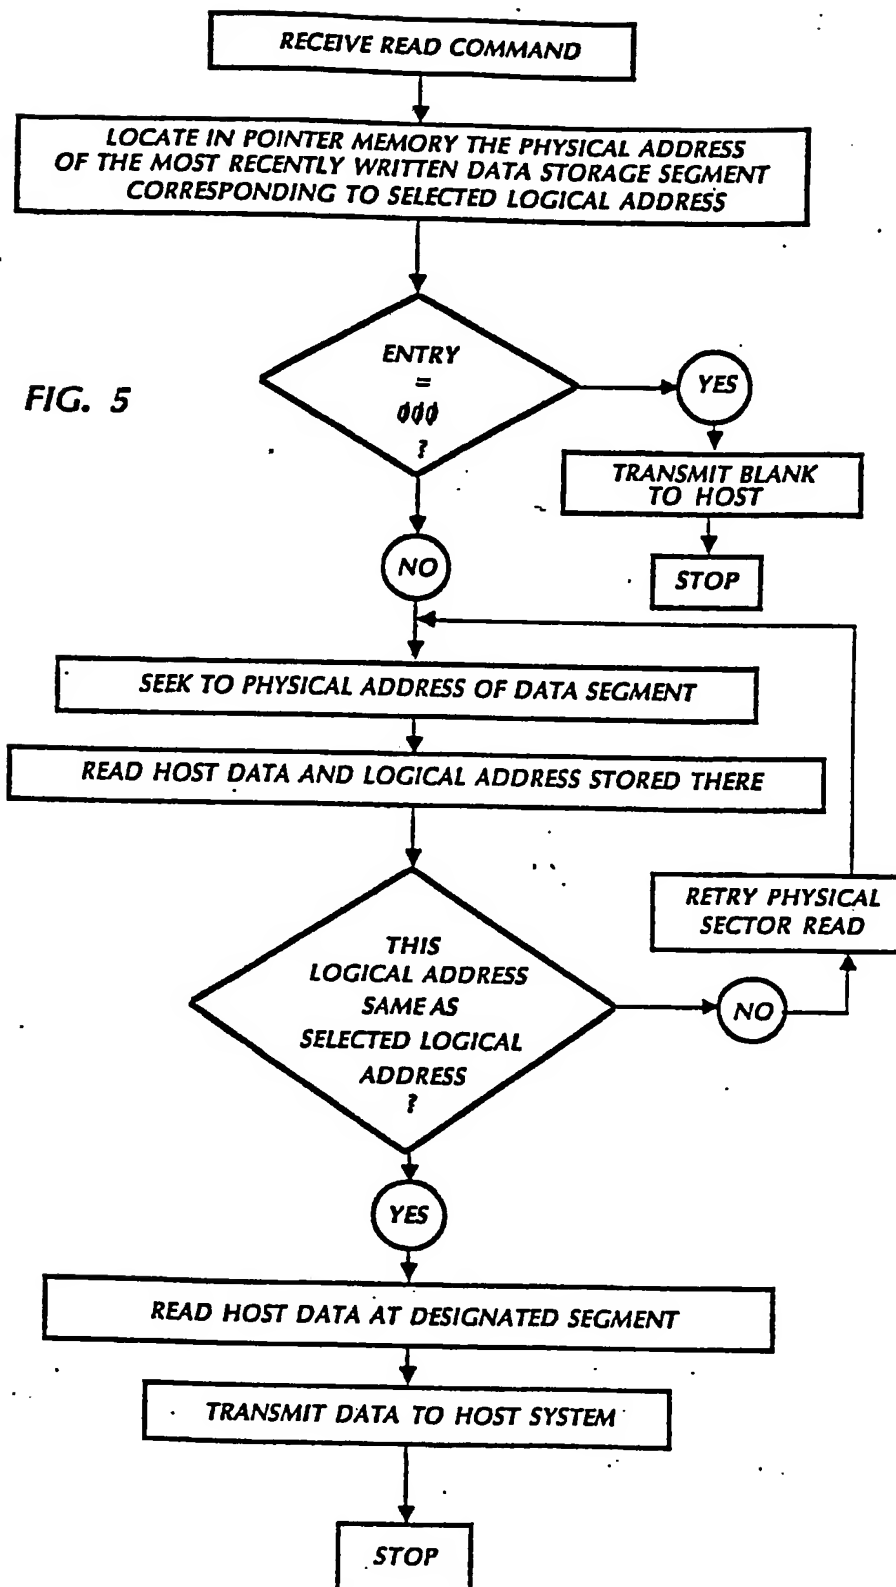 RECEIVE READ COMMAND
LOCATE IN POINTER MEMORY THE PHYSICAL ADDRESS
OF THE MOST RECENTLY WRITTEN DATA STORAGE SEGMENT
CORRESPONDING TO SELECTED LOGICAL ADDRESS
FIG. 5
ENTRY
=
ϕϕϕ
?
YES
TRANSMIT BLANK
TO HOST
STOP
NO
SEEK TO PHYSICAL ADDRESS OF DATA SEGMENT
READ HOST DATA AND LOGICAL ADDRESS STORED THERE
RETRY PHYSICAL
SECTOR READ
THIS
LOGICAL ADDRESS
SAME AS
SELECTED LOGICAL
ADDRESS
?
NO
YES
READ HOST DATA AT DESIGNATED SEGMENT
TRANSMIT DATA TO HOST SYSTEM
STOP